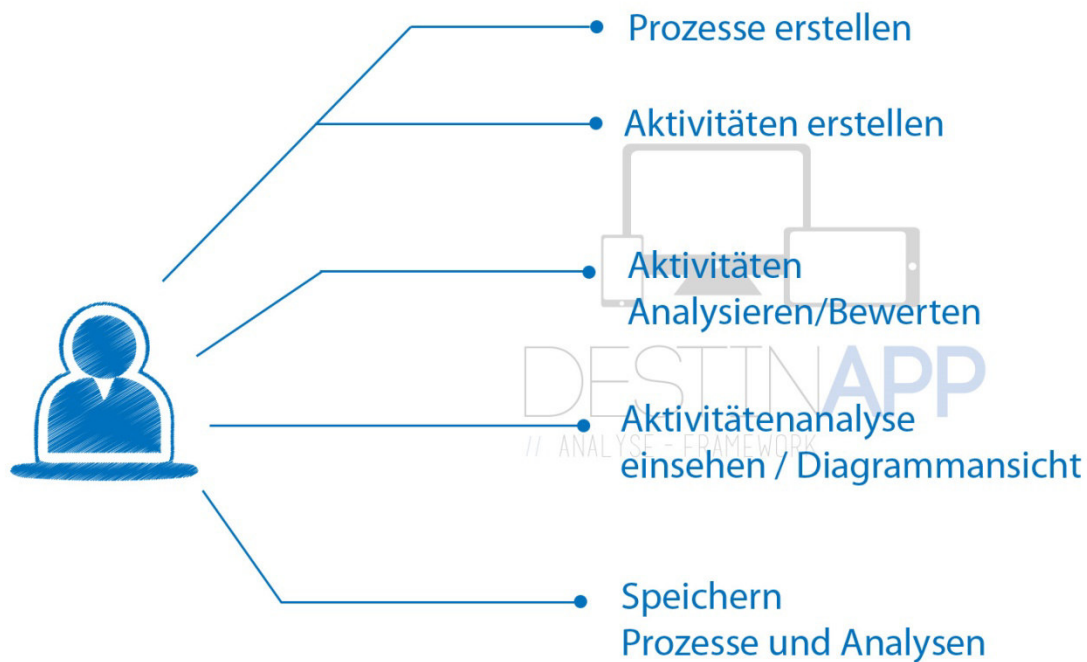 Prozesse erstellen
Aktivitäten erstellen
Aktivitäten
Analysieren/Bewerten
DESTINAPP
Aktivitätenanalyse
// ANALYSE - FRAMEWORK
einsehen / Diagrammansicht
Speichern
Prozesse und Analysen